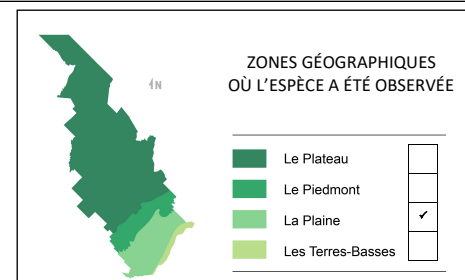 ZONES GÉOGRAPHIQUES
OÙ L'ESPÈCE A ÉTÉ OBSERVÉE
N
Le Plateau
Le Piedmont
La Plaine ✓
Les Terres-Basses